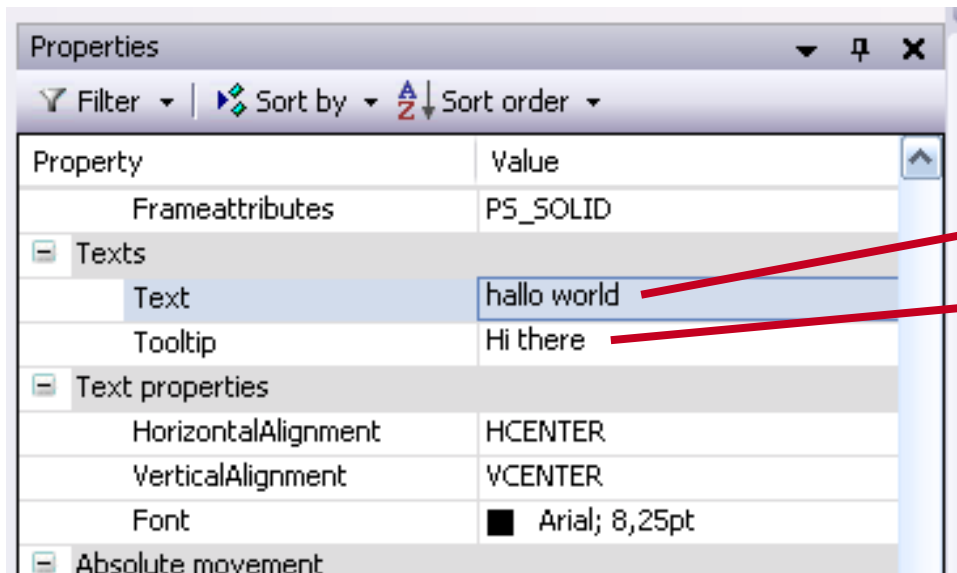 Properties
Filter Sort by AZ Sort order
Property Value
Frameattributes PS_SOLID
Texts
Text hallo world
Tooltip Hi there
Text properties
HorizontalAlignment HCENTER
VerticalAlignment VCENTER
Font Arial; 8,25pt
Absolute movement